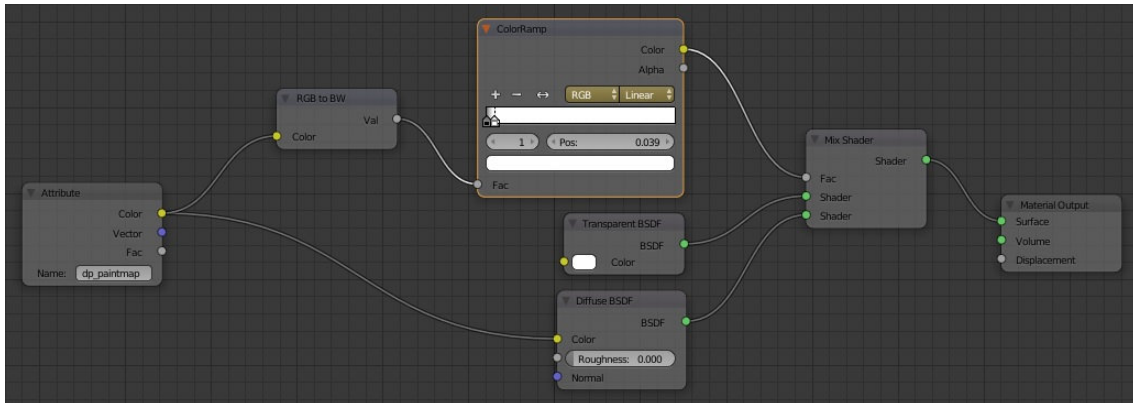 Attribute
Color
Vector
Fac
Name: dp_paintmap
RGB to BW
Val
Color
ColorRamp
Color
Alpha
+ − ↔ RGB Linear
1 Pos: 0.039
Fac
Transparent BSDF
BSDF
Color
Diffuse BSDF
BSDF
Color
Roughness: 0.000
Normal
Mix Shader
Shader
Fac
Shader
Shader
Material Output
Surface
Volume
Displacement